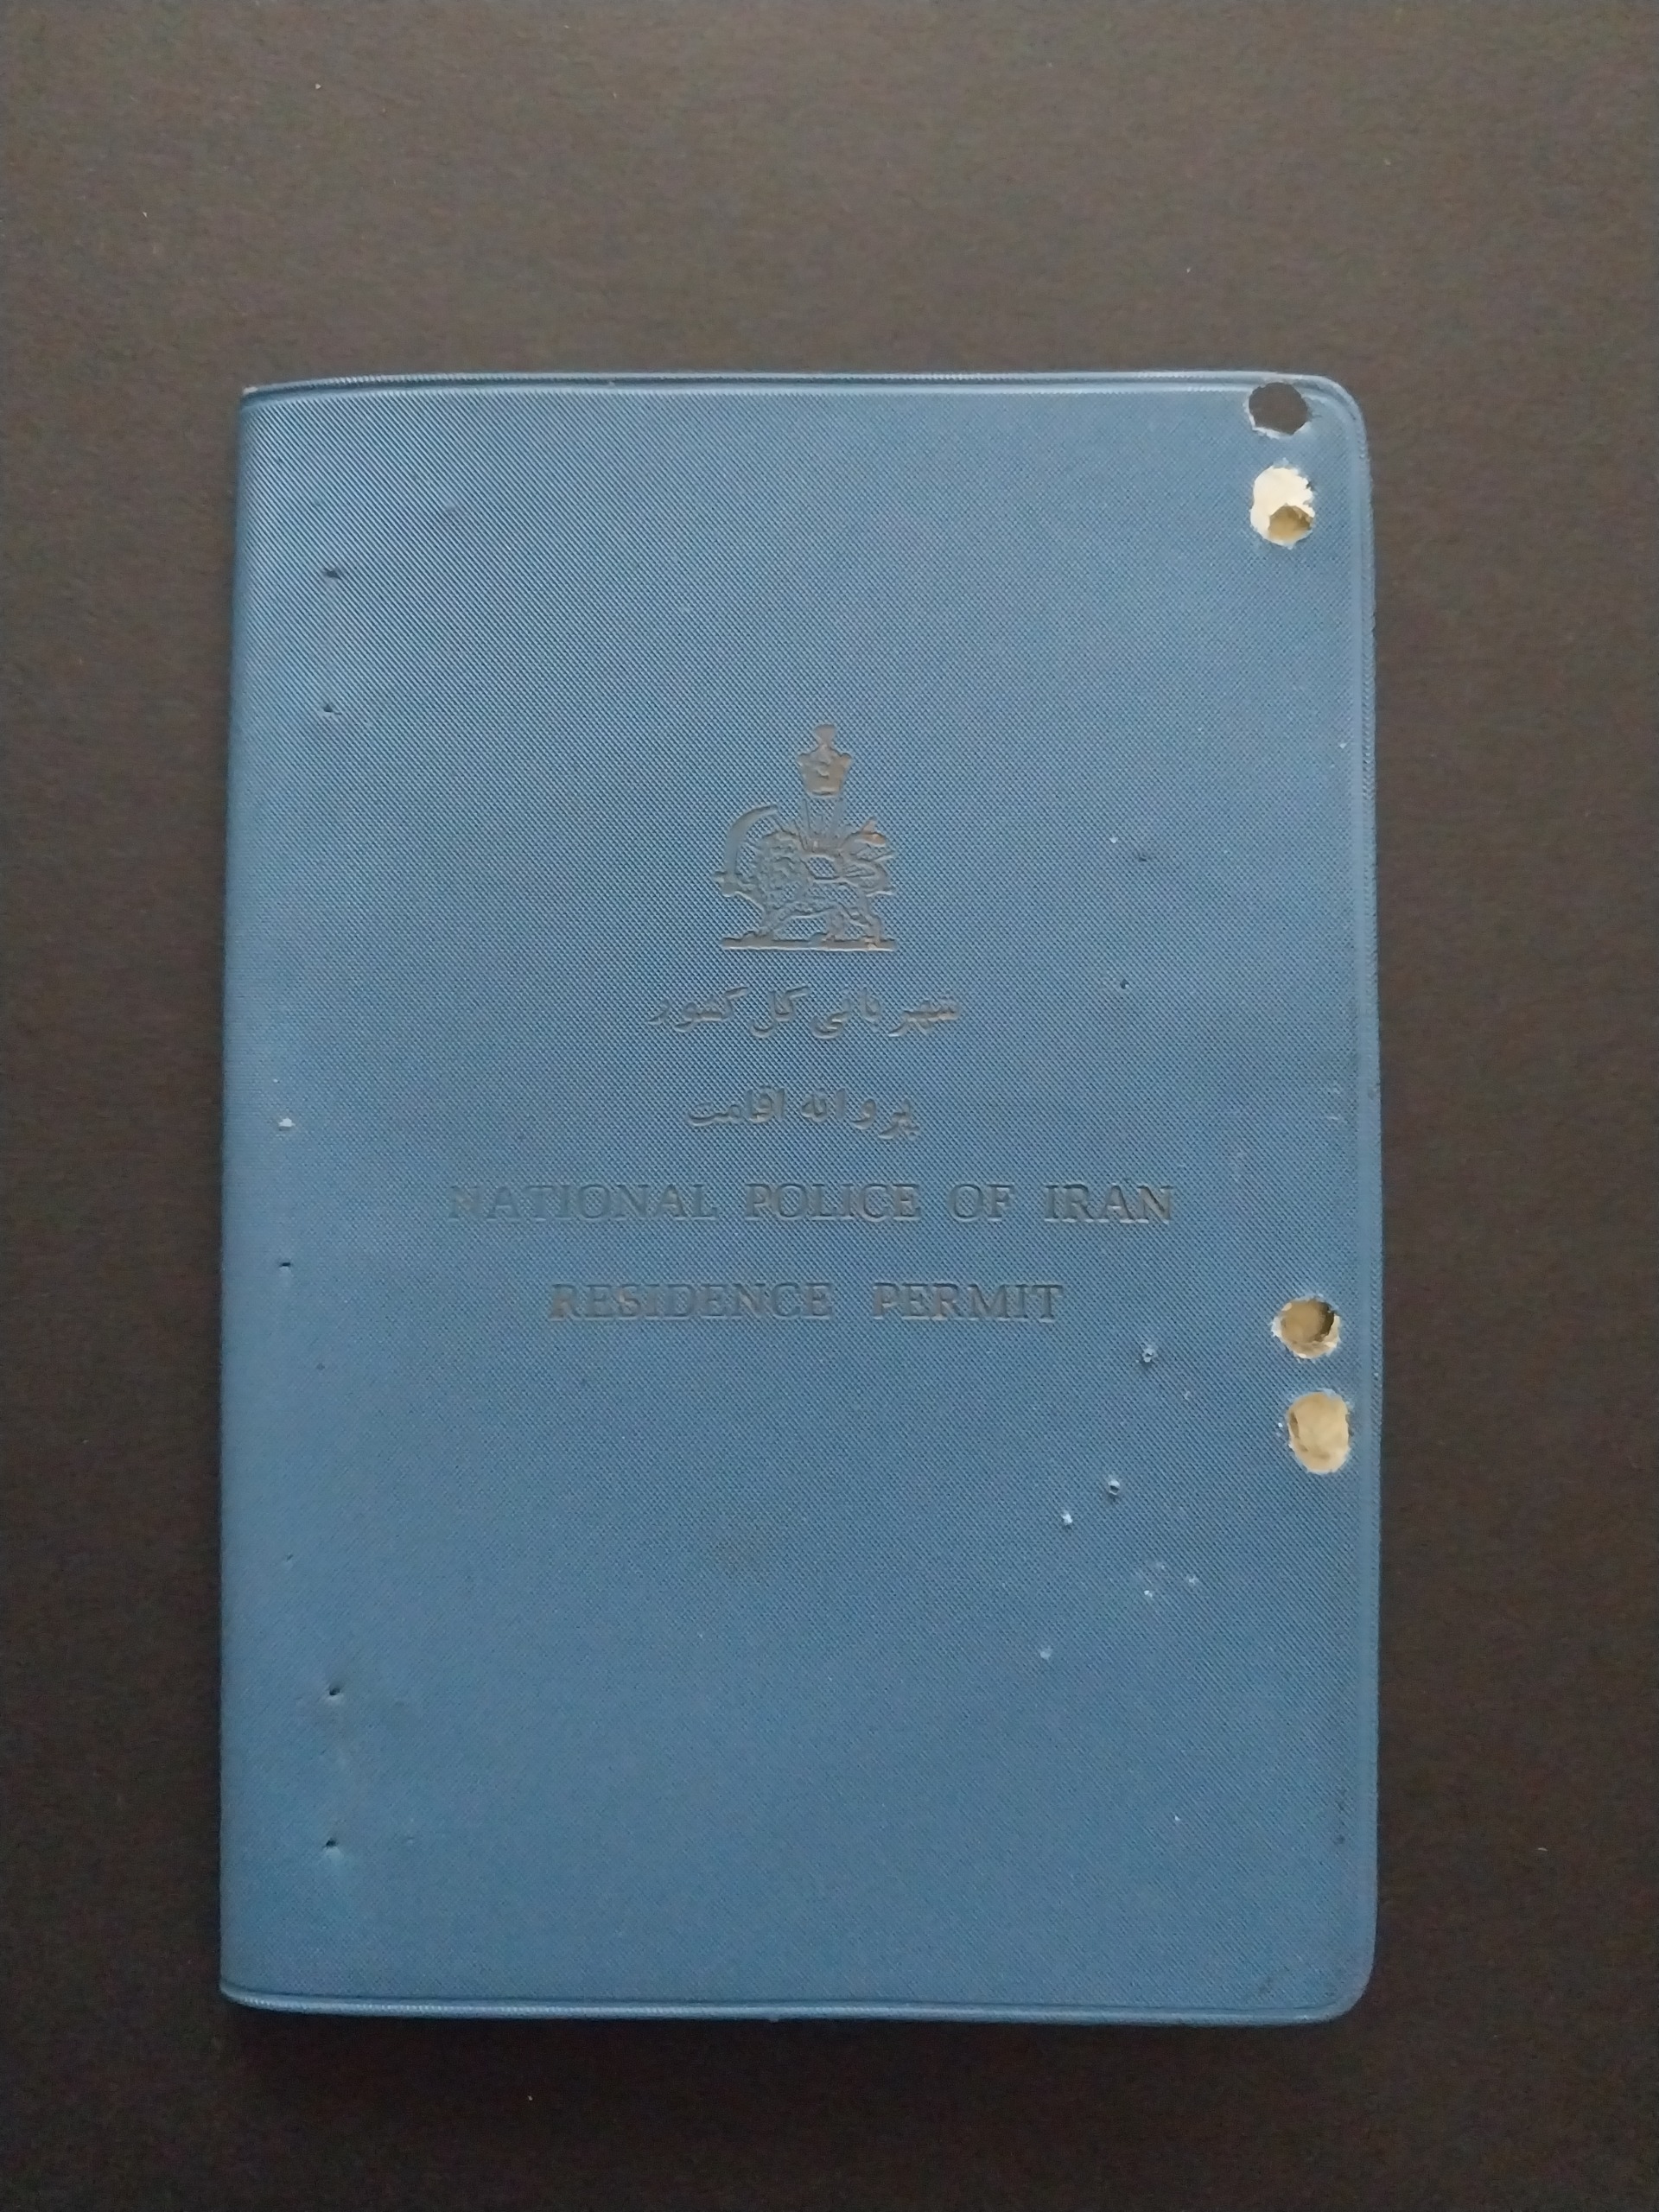 شهربانی کل کشور
پروانه اقامت
NATIONAL POLICE OF IRAN
RESIDENCE PERMIT